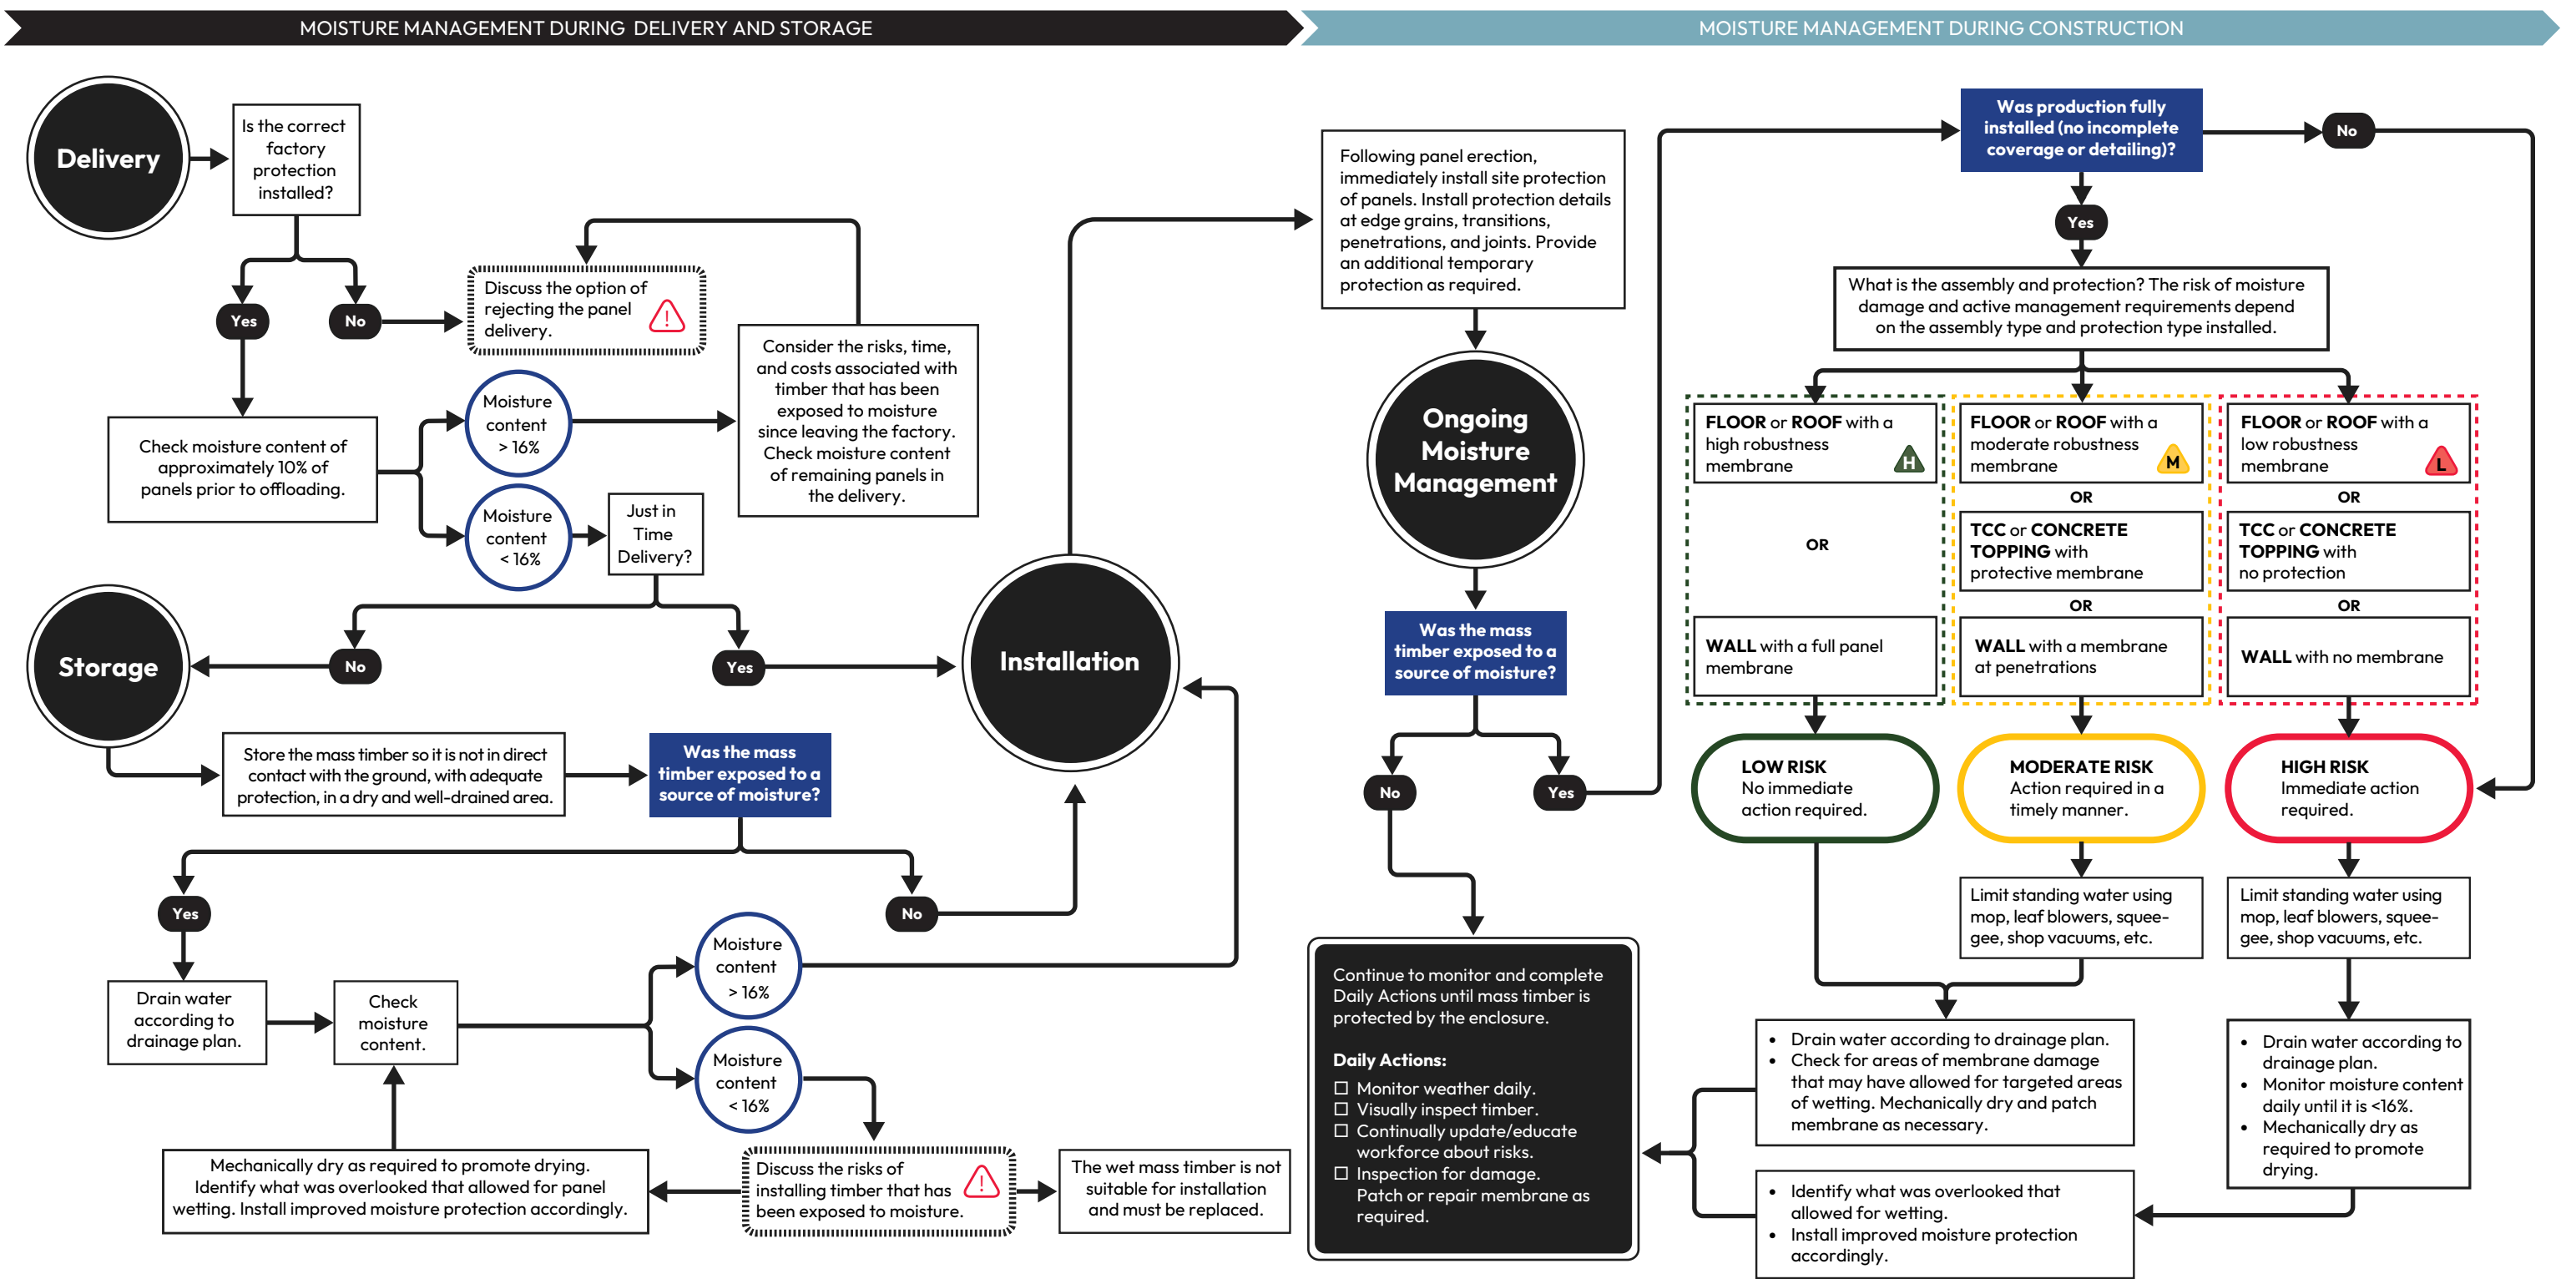 MOISTURE MANAGEMENT DURING DELIVERY AND STORAGE
MOISTURE MANAGEMENT DURING CONSTRUCTION
Delivery
Is the correct
factory
protection
installed?
Yes
No
Discuss the option of
rejecting the panel
delivery.
!
Consider the risks, time,
and costs associated with
timber that has been
exposed to moisture
since leaving the factory.
Check moisture content
of remaining panels in
the delivery.
Check moisture content of
approximately 10% of
panels prior to offloading.
Moisture
content
> 16%
Moisture
content
< 16%
Just in
Time
Delivery?
No
Yes
Storage
Installation
Store the mass timber so it is not in direct
contact with the ground, with adequate
protection, in a dry and well-drained area.
Was the mass
timber exposed to a
source of moisture?
Yes
No
Drain water
according to
drainage plan.
Check
moisture
content.
Moisture
content
> 16%
Moisture
content
< 16%
Mechanically dry as required to promote drying.
Identify what was overlooked that allowed for panel
wetting. Install improved moisture protection accordingly.
Discuss the risks of
installing timber that has
been exposed to moisture.
!
The wet mass timber is not
suitable for installation
and must be replaced.
Following panel erection,
immediately install site protection
of panels. Install protection details
at edge grains, transitions,
penetrations, and joints. Provide
an additional temporary
protection as required.
Ongoing
Moisture
Management
Was the mass
timber exposed to a
source of moisture?
No
Yes
Continue to monitor and complete
Daily Actions until mass timber is
protected by the enclosure.
Daily Actions:
☐ Monitor weather daily.
☐ Visually inspect timber.
☐ Continually update/educate
workforce about risks.
☐ Inspection for damage.
Patch or repair membrane as
required.
Was production fully
installed (no incomplete
coverage or detailing)?
No
Yes
What is the assembly and protection? The risk of moisture
damage and active management requirements depend
on the assembly type and protection type installed.
FLOOR or ROOF with a
high robustness
membrane
H
OR
WALL with a full panel
membrane
FLOOR or ROOF with a
moderate robustness
membrane
M
OR
TCC or CONCRETE
TOPPING with
protective membrane
OR
WALL with a membrane
at penetrations
FLOOR or ROOF with a
low robustness
membrane
L
OR
TCC or CONCRETE
TOPPING with
no protection
OR
WALL with no membrane
LOW RISK
No immediate
action required.
MODERATE RISK
Action required in a
timely manner.
HIGH RISK
Immediate action
required.
Limit standing water using
mop, leaf blowers, squee-
gee, shop vacuums, etc.
Limit standing water using
mop, leaf blowers, squee-
gee, shop vacuums, etc.
• Drain water according to drainage plan.
• Check for areas of membrane damage
that may have allowed for targeted areas
of wetting. Mechanically dry and patch
membrane as necessary.
• Drain water according to
drainage plan.
• Monitor moisture content
daily until it is <16%.
• Mechanically dry as
required to promote
drying.
• Identify what was overlooked that
allowed for wetting.
• Install improved moisture protection
accordingly.